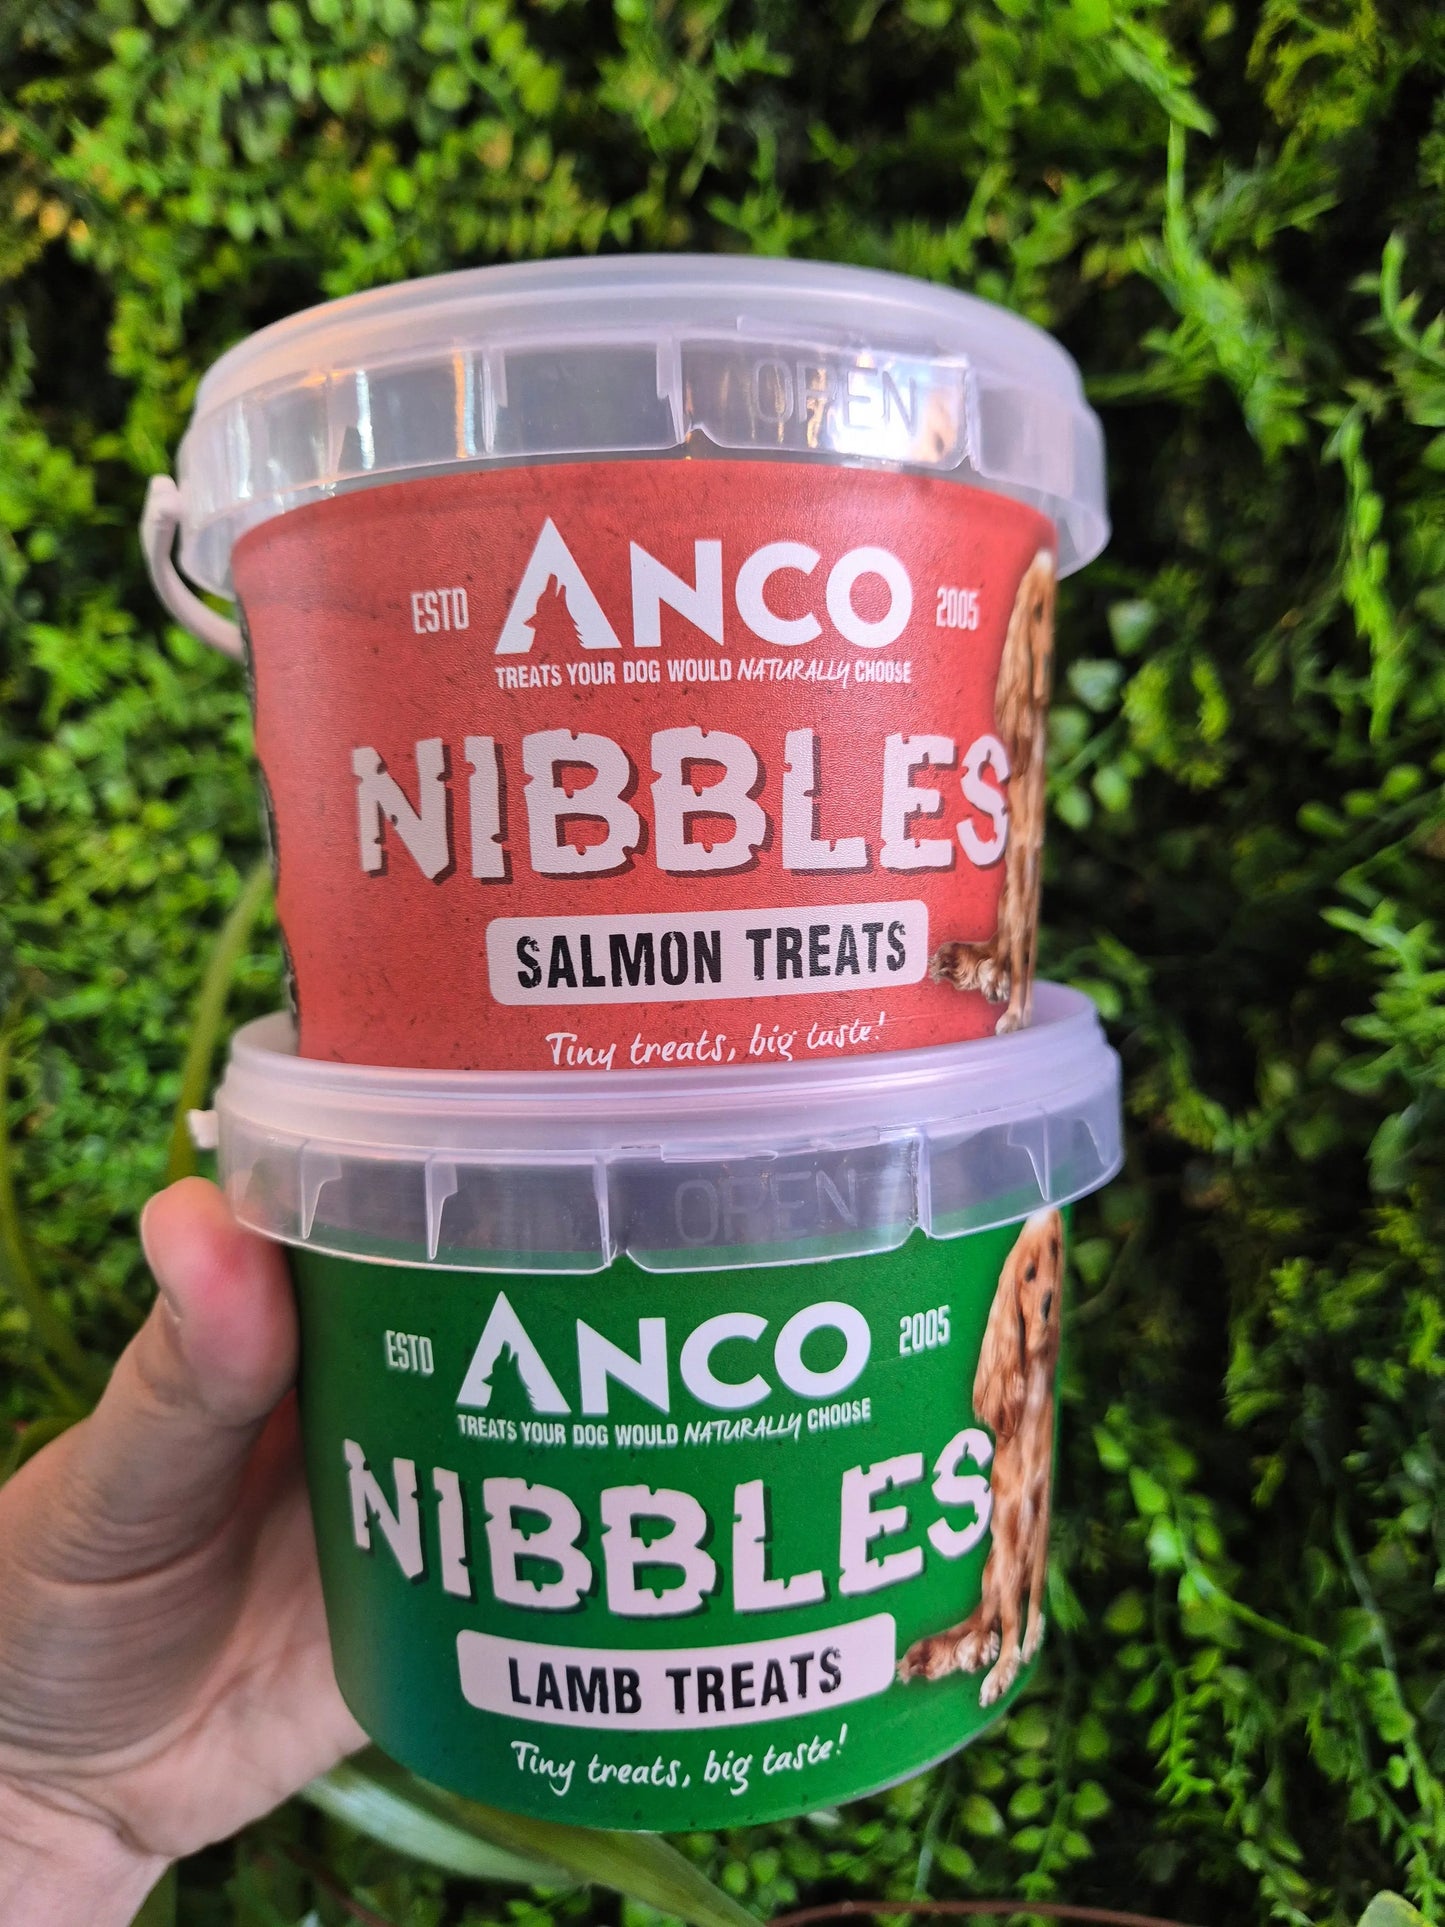 OPEN
ESTD ANCO 2005
TREATS YOUR DOG WOULD NATURALLY CHOOSE
NIBBLES
SALMON TREATS
Tiny treats, big taste!
OPEN
ESTD ANCO 2005
TREATS YOUR DOG WOULD NATURALLY CHOOSE
NIBBLES
LAMB TREATS
Tiny treats, big taste!